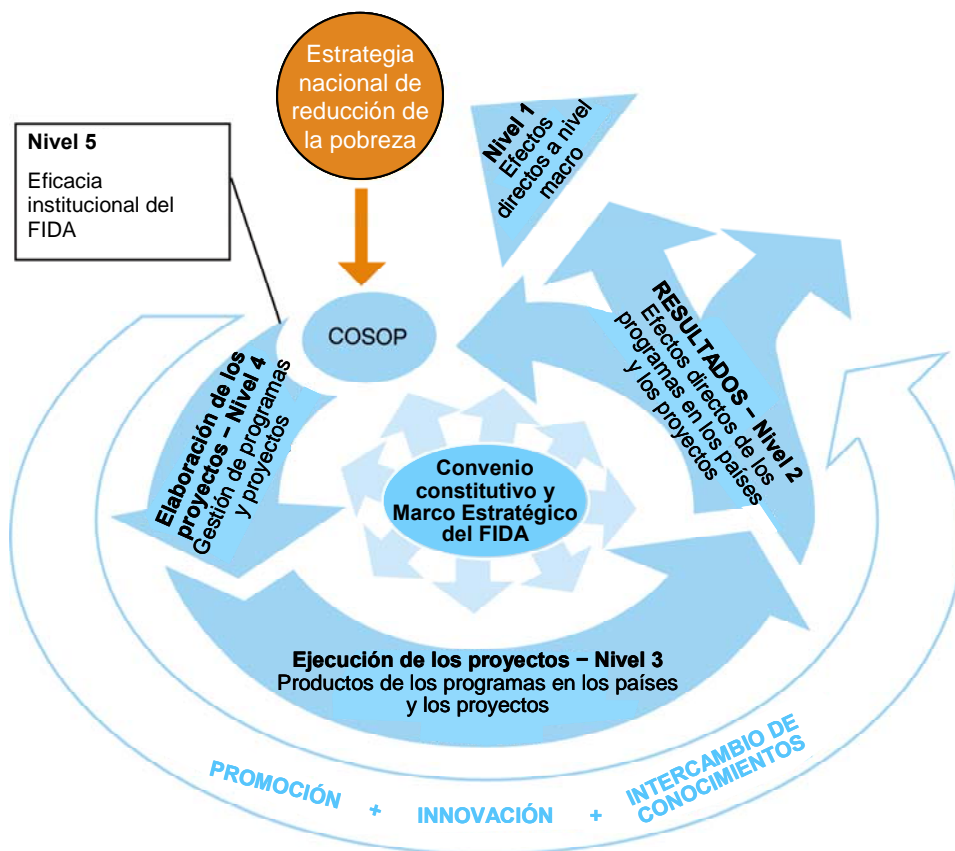 Estrategia
nacional de
reducción de
la pobreza
Nivel 5
Eficacia
institucional del
FIDA
Nivel 1
Efectos
directos a nivel
macro
COSOP
RESULTADOS – Nivel 2
Efectos directos de los
programas en los países
y los proyectos
Elaboración de los
proyectos – Nivel 4
Gestión de programas
y proyectos
Convenio
constitutivo y
Marco Estratégico
del FIDA
Ejecución de los proyectos – Nivel 3
Productos de los programas en los países
y los proyectos
PROMOCIÓN + INNOVACIÓN + INTERCAMBIO DE
CONOCIMIENTOS